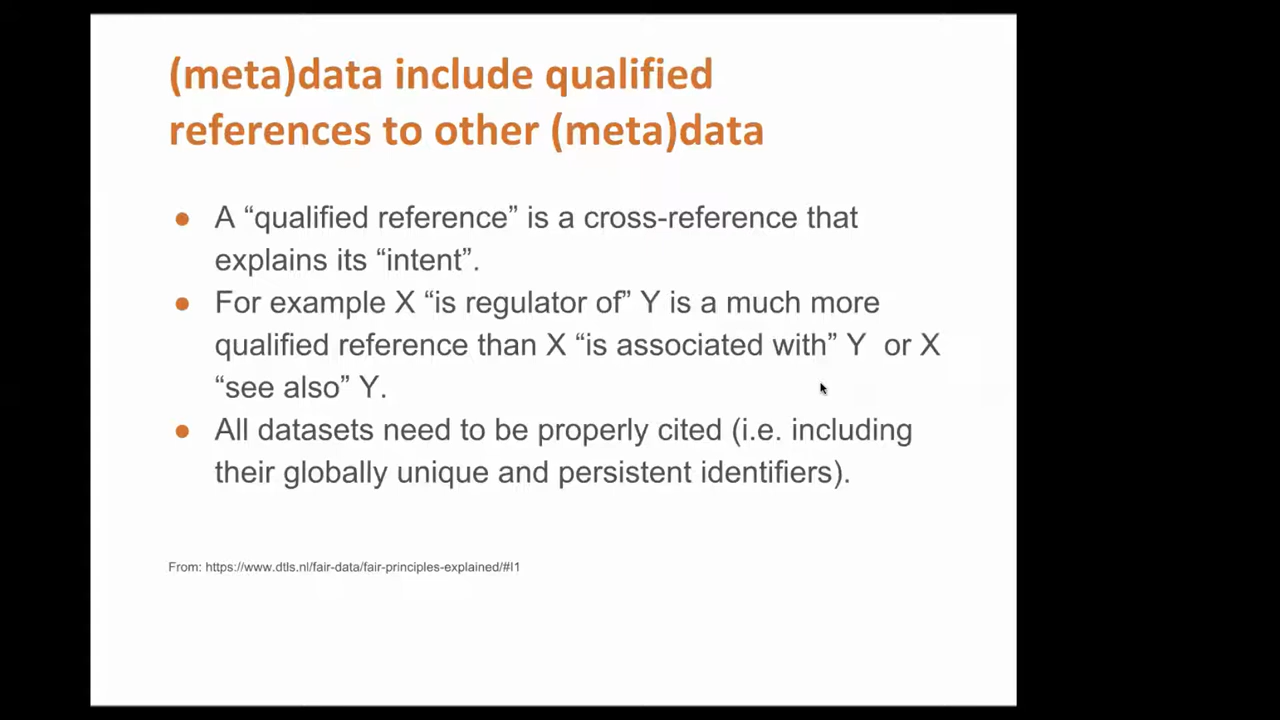 (meta)data include qualified
references to other (meta)data
● A “qualified reference” is a cross-reference that
explains its “intent”.
● For example X “is regulator of” Y is a much more
qualified reference than X “is associated with” Y  or X
“see also” Y.
● All datasets need to be properly cited (i.e. including
their globally unique and persistent identifiers).
From: https://www.dtls.nl/fair-data/fair-principles-explained/#I1